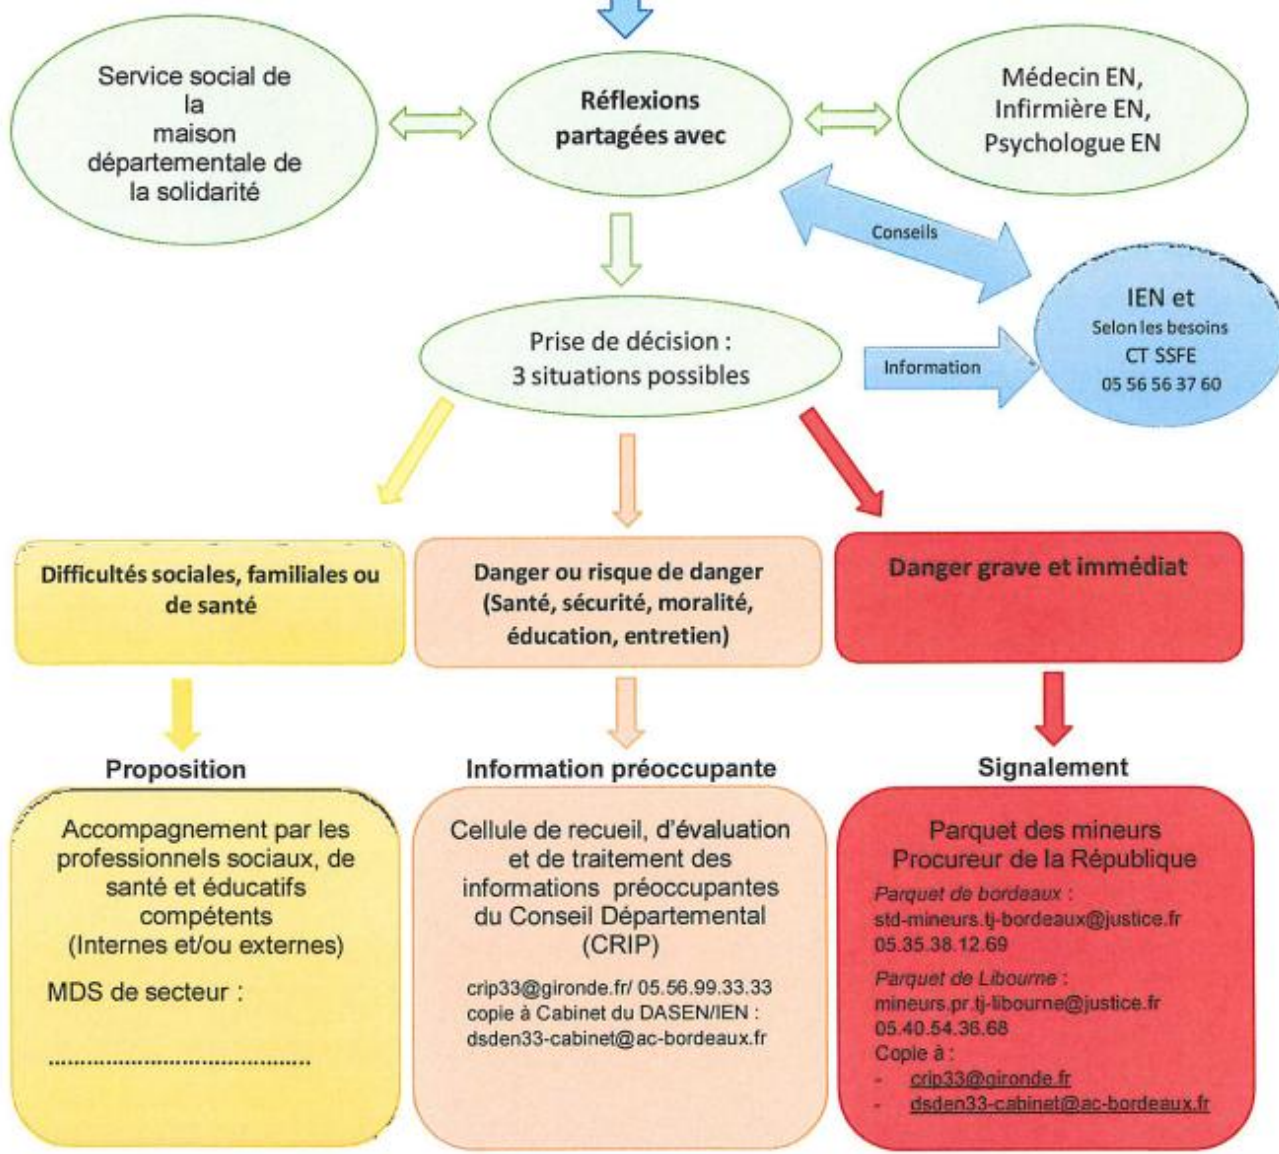 Service social de
la
maison
départementale de
la solidarité
Réflexions
partagées avec
Médecin EN,
Infirmière EN,
Psychologue EN
Conseils
IEN et
Selon les besoins
CT SSFE
05 56 56 37 60
Prise de décision :
3 situations possibles
Information
Difficultés sociales, familiales ou
de santé
Danger ou risque de danger
(Santé, sécurité, moralité,
éducation, entretien)
Danger grave et immédiat
Proposition
Accompagnement par les
professionnels sociaux, de
santé et éducatifs
compétents
(Internes et/ou externes)
MDS de secteur :
..........................................
Information préoccupante
Cellule de recueil, d'évaluation
et de traitement des
informations préoccupantes
du Conseil Départemental
(CRIP)
crip33@gironde.fr/ 05.56.99.33.33
copie à Cabinet du DASEN/IEN :
dsden33-cabinet@ac-bordeaux.fr
Signalement
Parquet des mineurs
Procureur de la République
Parquet de bordeaux :
std-mineurs.tj-bordeaux@justice.fr
05.35.38.12.69
Parquet de Libourne :
mineurs.pr.tj-libourne@justice.fr
05.40.54.36.68
Copie à :
- crip33@gironde.fr
- dsden33-cabinet@ac-bordeaux.fr